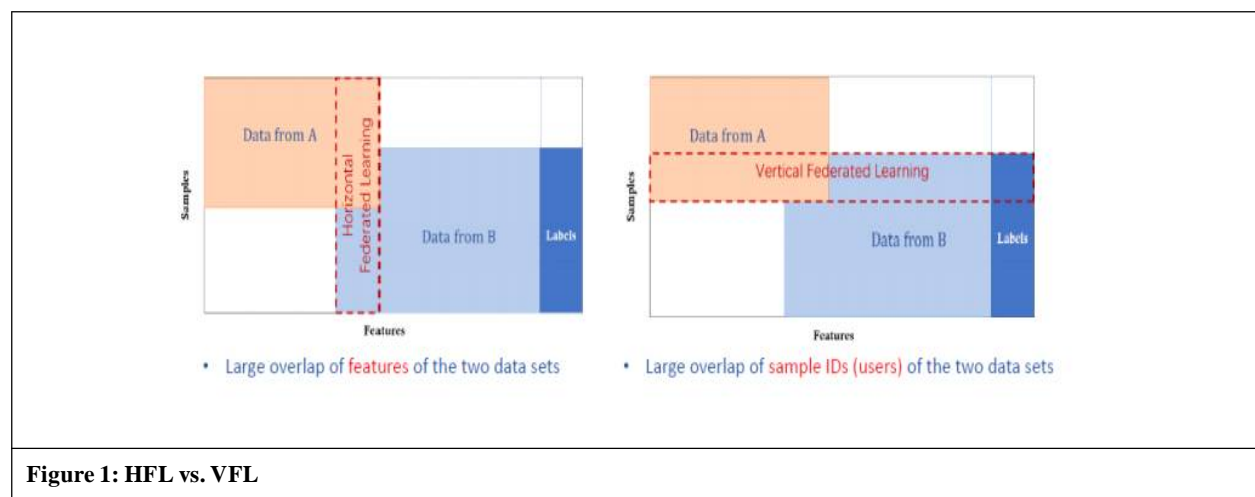 Data from A
Horizontal
Federated Learning
Data from B
Labels
Samples
Features
• Large overlap of features of the two data sets
Data from A
Vertical Federated Learning
Data from B
Labels
Samples
Features
• Large overlap of sample IDs (users) of the two data sets
Figure 1: HFL vs. VFL